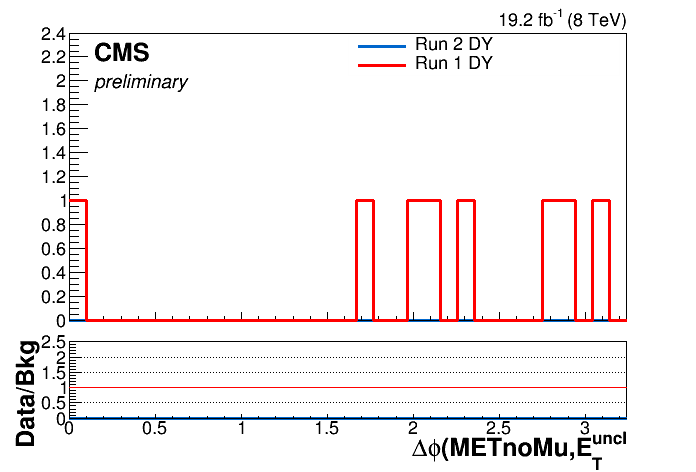 19.2 fb-1 (8 TeV)
CMS
preliminary
Run 2 DY
Run 1 DY
2.4
2.2
2
1.8
1.6
1.4
1.2
1
0.8
0.6
0.4
0.2
0
Data/Bkg
2.5
2
1.5
1
0.5
0
0 0.5 1 1.5 2 2.5 3
Δϕ(METnoMu,E_T^uncl